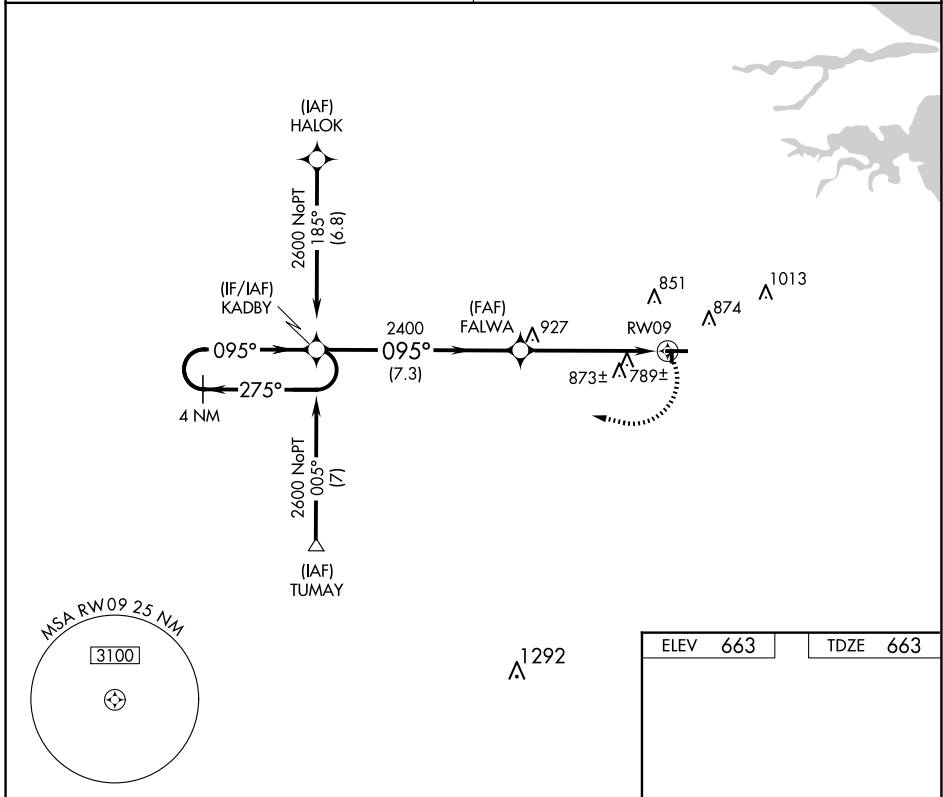 (IAF)
HALOK
2600 NoPT
185°
(6.8)
(IF/IAF)
KADBY
095°
275°
4 NM
2400
095°
(7.3)
(FAF)
FALWA
927
851
874
1013
RW09
873±
789±
2600 NoPT
005°
(7)
(IAF)
TUMAY
MSA RW09 25 NM
3100
1292
ELEV 663
TDZE 663